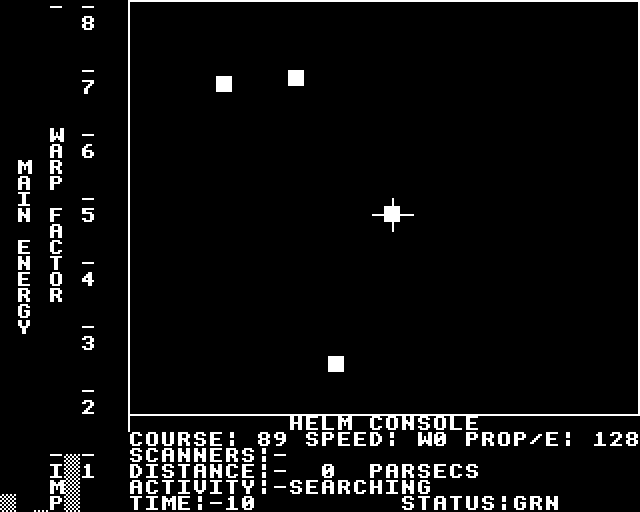 MAIN ENERGY
WARP FACTOR
8
7
6
5
4
3
2
1
IMP
HELM CONSOLE
COURSE: 89 SPEED: W0 PROP/E: 128
SCANNERS:-
DISTANCE:- 0 PARSECS
ACTIVITY:-SEARCHING
TIME:-10 STATUS:GRN